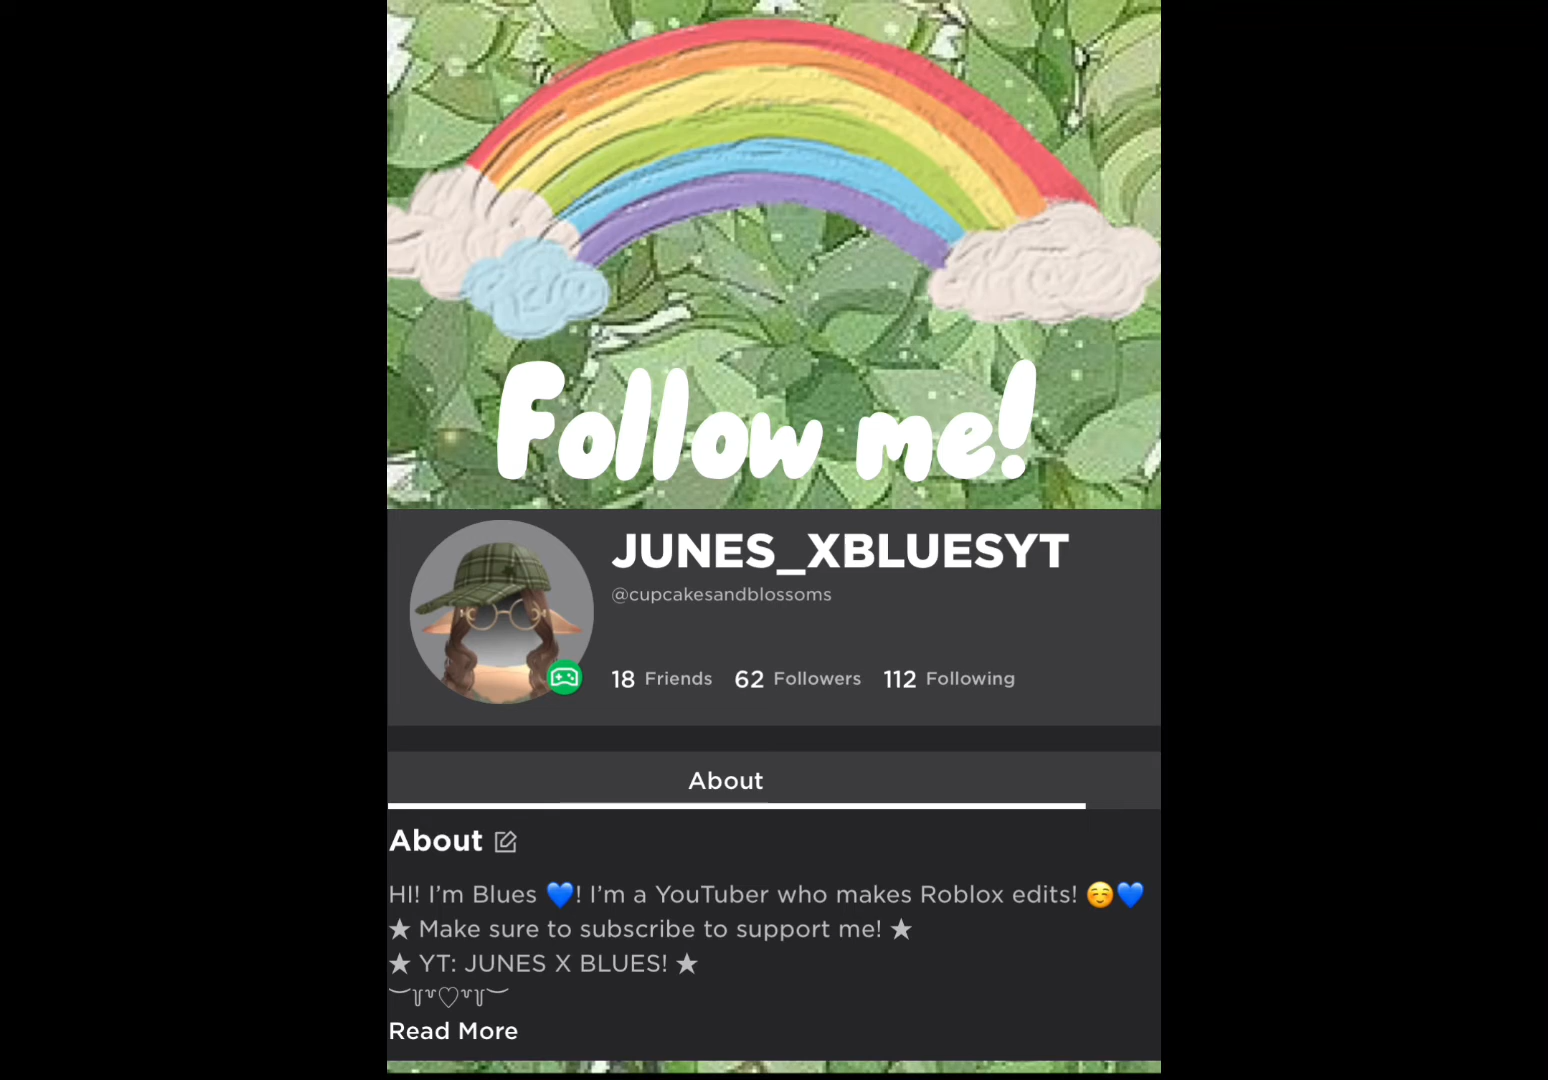 Follow me!
JUNES_XBLUESYT
@cupcakesandblossoms
18 Friends 62 Followers 112 Following
About
About
HI! I’m Blues 💙! I’m a YouTuber who makes Roblox edits! ☺️💙
★ Make sure to subscribe to support me! ★
★ YT: JUNES X BLUES! ★
︶꒦꒷♡꒷꒦︶
Read More